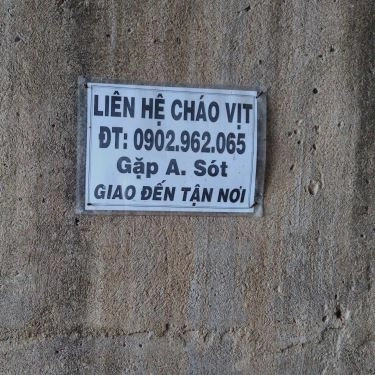 LIÊN HỆ CHÁO VỊT
ĐT: 0902.962.065
Gặp A. Sót
GIAO ĐẾN TẬN NƠI